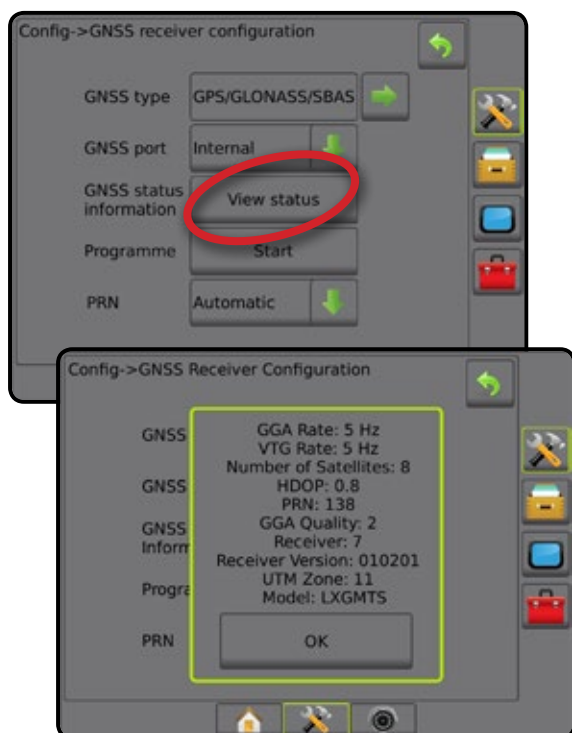 Config->GNSS receiver configuration
GNSS type GPS/GLONASS/SBAS
GNSS port Internal
GNSS status
information
View status
Programme Start
PRN Automatic
Config->GNSS Receiver Configuration
GNSS
GNSS
GNSS
Inform
Progra
PRN
GGA Rate: 5 Hz
VTG Rate: 5 Hz
Number of Satellites: 8
HDOP: 0.8
PRN: 138
GGA Quality: 2
Receiver: 7
Receiver Version: 010201
UTM Zone: 11
Model: LXGMTS
OK